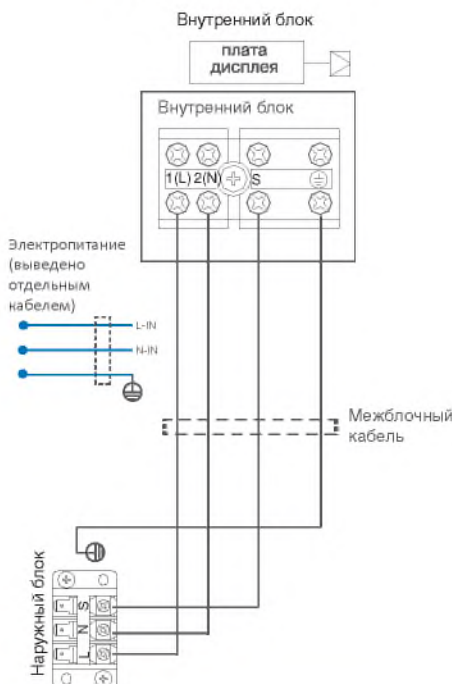 Внутренний блок
плата
дисплея
Внутренний блок
1(L) 2(N) S
Электропитание
(выведено
отдельным
кабелем)
L-IN
N-IN
Межблочный
кабель
Наружный блок
S
N
L